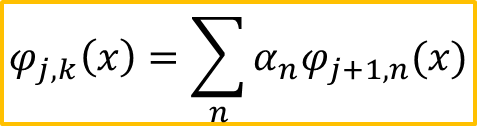 φ_{j,k}(x) = ∑_n α_n φ_{j+1,n}(x)